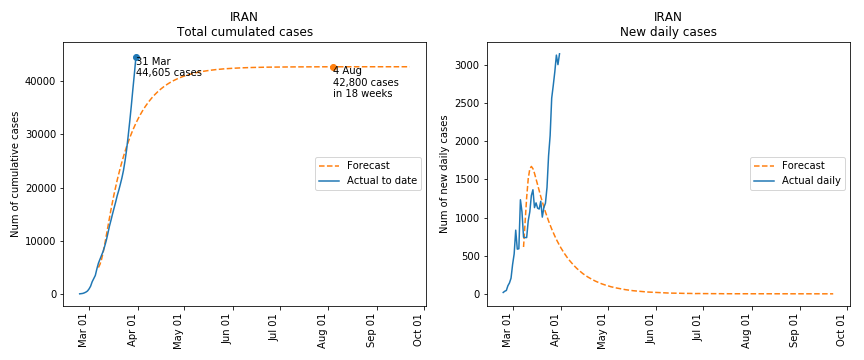 IRAN
Total cumulated cases
Num of cumulative cases
40000
30000
20000
10000
0
31 Mar
44,605 cases
4 Aug
42,800 cases
in 18 weeks
Forecast
Actual to date
Mar 01
Apr 01
May 01
Jun 01
Jul 01
Aug 01
Sep 01
Oct 01
IRAN
New daily cases
Num of new daily cases
3000
2500
2000
1500
1000
500
0
Forecast
Actual daily
Mar 01
Apr 01
May 01
Jun 01
Jul 01
Aug 01
Sep 01
Oct 01